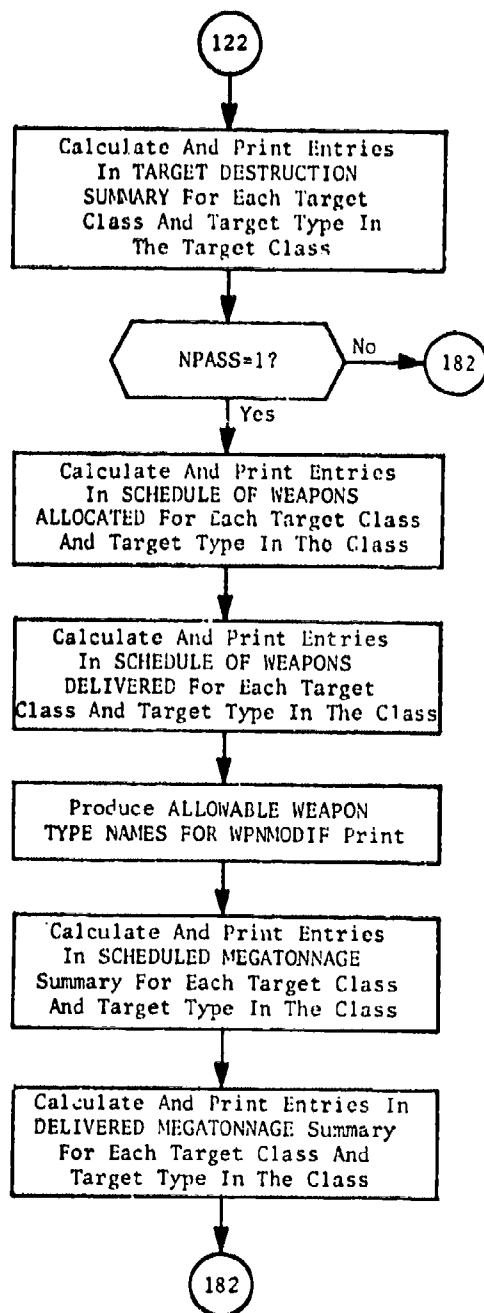 122
Calculate And Print Entries
In TARGET DESTRUCTION
SUMMARY For Each Target
Class And Target Type In
The Target Class
NPASS=1?
No
182
Yes
Calculate And Print Entries
In SCHEDULE OF WEAPONS
ALLOCATED For Each Target Class
And Target Type In The Class
Calculate And Print Entries
In SCHEDULE OF WEAPONS
DELIVERED For Each Target
Class And Target Type In The Class
Produce ALLOWABLE WEAPON
TYPE NAMES FOR WPNMODIF Print
Calculate And Print Entries
In SCHEDULED MEGATONNAGE
Summary For Each Target Class
And Target Type In The Class
Calculate And Print Entries In
DELIVERED MEGATONNAGE Summary
For Each Target Class And
Target Type In The Class
182